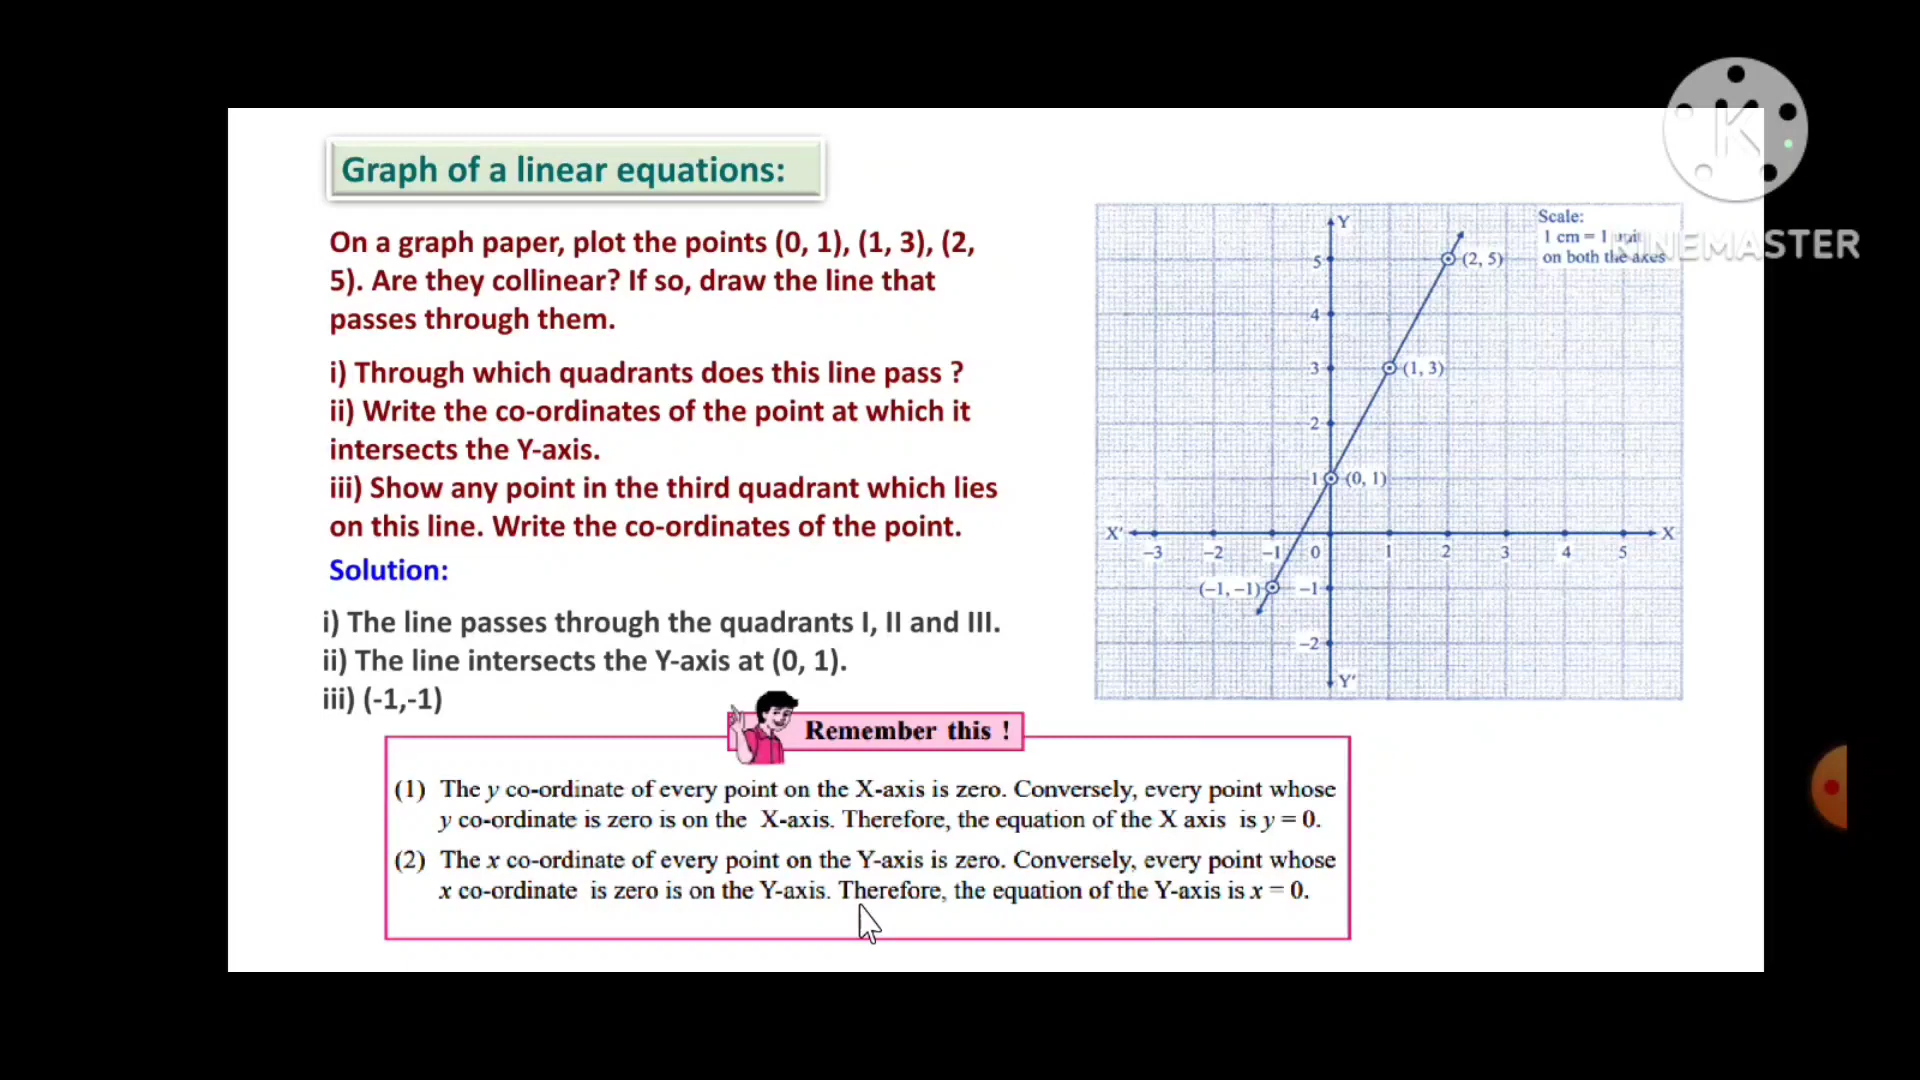 Graph of a linear equations:
On a graph paper, plot the points (0, 1), (1, 3), (2,
5). Are they collinear? If so, draw the line that
passes through them.
i) Through which quadrants does this line pass ?
ii) Write the co-ordinates of the point at which it
intersects the Y-axis.
iii) Show any point in the third quadrant which lies
on this line. Write the co-ordinates of the point.
Solution:
i) The line passes through the quadrants I, II and III.
ii) The line intersects the Y-axis at (0, 1).
iii) (-1,-1)
K
KINEMASTER
Scale:
1 cm = 1 unit
on both the axes
Y
5
(2, 5)
4
3
(1, 3)
2
1
(0, 1)
X'
X
-3
-2
-1
0
1
2
3
4
5
(-1, -1)
-1
-2
Y'
Remember this !
(1) The y co-ordinate of every point on the X-axis is zero. Conversely, every point whose
y co-ordinate is zero is on the X-axis. Therefore, the equation of the X axis is y = 0.
(2) The x co-ordinate of every point on the Y-axis is zero. Conversely, every point whose
x co-ordinate is zero is on the Y-axis. Therefore, the equation of the Y-axis is x = 0.